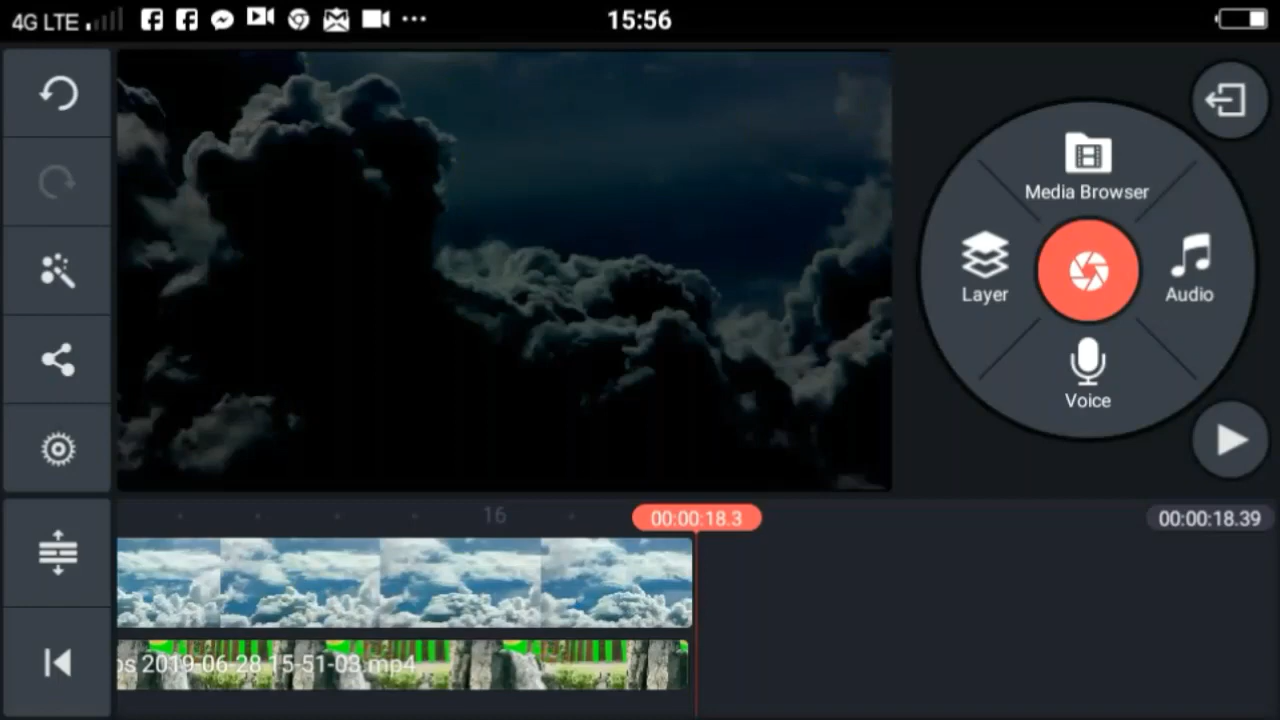 4G LTE 15:56
Media Browser
Layer
Audio
Voice
16
00:00:18.3
00:00:18.39
os 2019-06-28 15-51-03.mp4